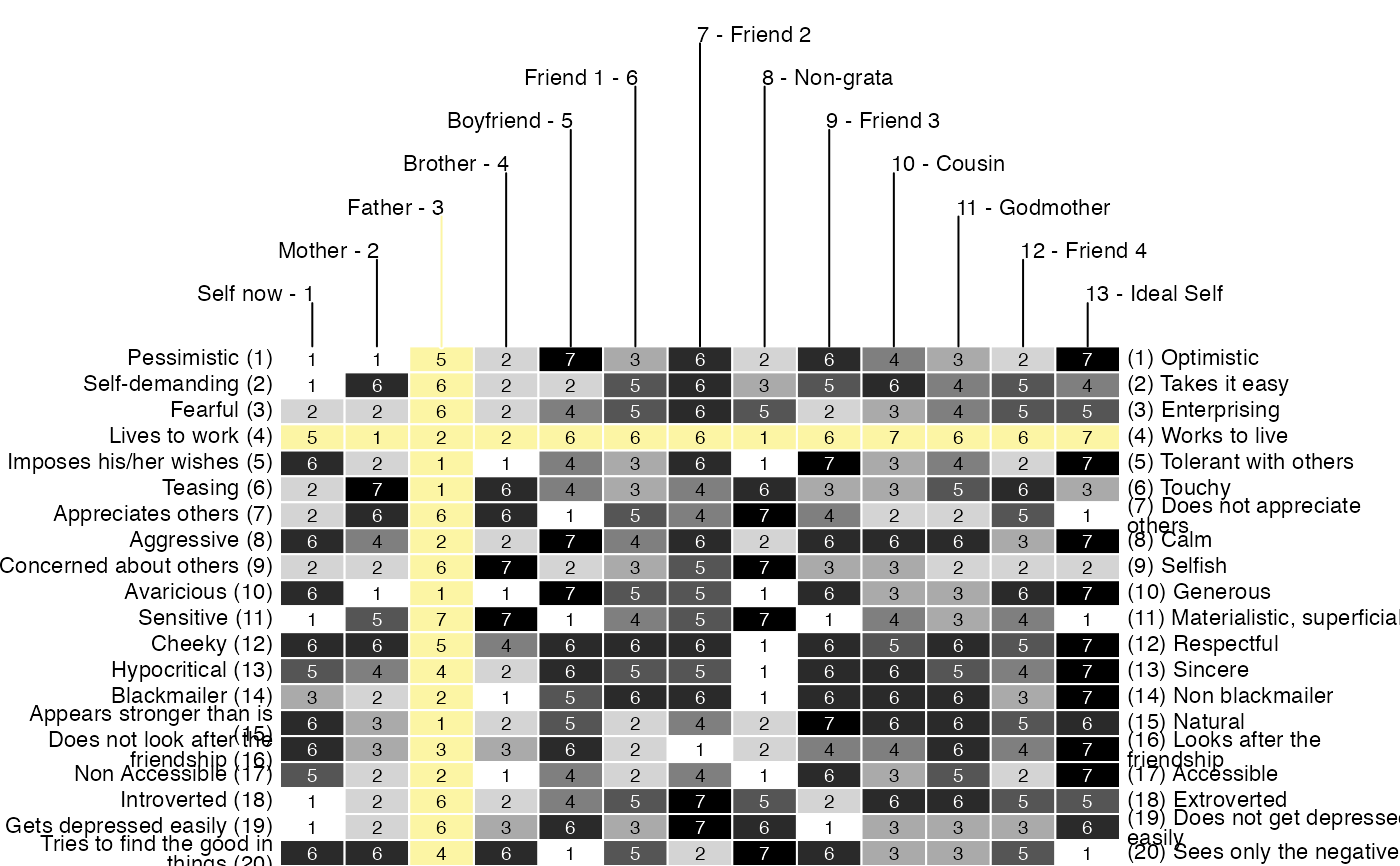 7 - Friend 2
Friend 1 - 6
8 - Non-grata
Boyfriend - 5
9 - Friend 3
Brother - 4
10 - Cousin
Father - 3
11 - Godmother
Mother - 2
12 - Friend 4
Self now - 1
13 - Ideal Self
Pessimistic (1) 1 1 5 2 7 3 6 2 6 4 3 2 7 (1) Optimistic
Self-demanding (2) 1 6 6 2 2 5 6 3 5 6 4 5 4 (2) Takes it easy
Fearful (3) 2 2 6 2 4 5 6 5 2 3 4 5 5 (3) Enterprising
Lives to work (4) 5 1 2 2 6 6 6 1 6 7 6 6 7 (4) Works to live
Imposes his/her wishes (5) 6 2 1 1 4 3 6 1 7 3 4 2 7 (5) Tolerant with others
Teasing (6) 2 7 1 6 4 3 4 6 3 3 5 6 3 (6) Touchy
Appreciates others (7) 2 6 6 6 1 5 4 7 4 2 2 5 1 (7) Does not appreciate
others
Aggressive (8) 6 4 2 2 7 4 6 2 6 6 6 3 7 (8) Calm
Concerned about others (9) 2 2 6 7 2 3 5 7 3 3 2 2 2 (9) Selfish
Avaricious (10) 6 1 1 1 7 5 5 1 6 3 3 6 7 (10) Generous
Sensitive (11) 1 5 7 7 1 4 5 7 1 4 3 4 1 (11) Materialistic, superficial
Cheeky (12) 6 6 5 4 6 6 6 1 6 5 6 5 7 (12) Respectful
Hypocritical (13) 5 4 4 2 6 5 5 1 6 6 5 4 7 (13) Sincere
Blackmailer (14) 3 2 2 1 5 6 6 1 6 6 6 3 7 (14) Non blackmailer
Appears stronger than is
(15) 6 3 1 2 5 2 4 2 7 6 6 5 6 (15) Natural
Does not look after the
friendship (16) 6 3 3 3 6 2 1 2 4 4 6 4 7 (16) Looks after the
friendship
Non Accessible (17) 5 2 2 1 4 2 4 1 6 3 5 2 7 (17) Accessible
Introverted (18) 1 2 6 2 4 5 7 5 2 6 6 5 5 (18) Extroverted
Gets depressed easily (19) 1 2 6 3 6 3 7 6 1 3 3 3 6 (19) Does not get depressed
easily
Tries to find the good in
things (20) 6 6 4 6 1 5 2 7 6 3 3 5 1 (20) Sees only the negative